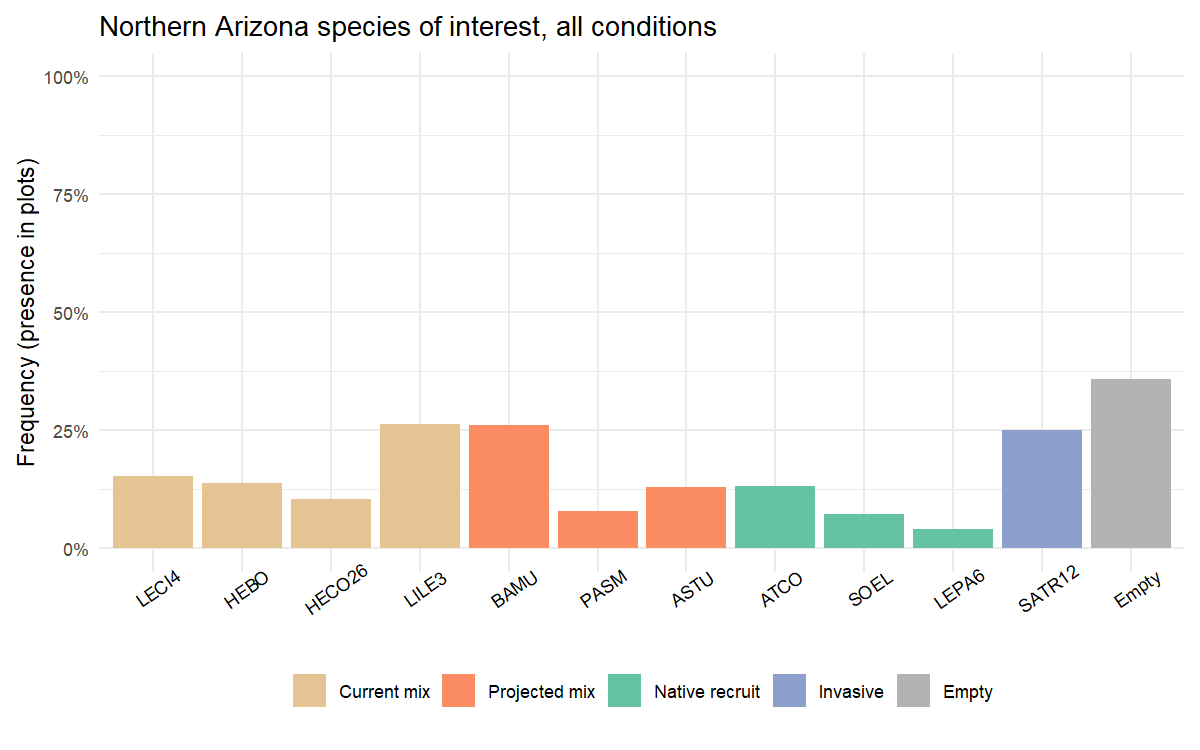 Northern Arizona species of interest, all conditions
Frequency (presence in plots)
100%
75%
50%
25%
0%
LECI4
HEBO
HECO26
LILE3
BAMU
PASM
ASTU
ATCO
SOEL
LEPA6
SATR12
Empty
Current mix
Projected mix
Native recruit
Invasive
Empty